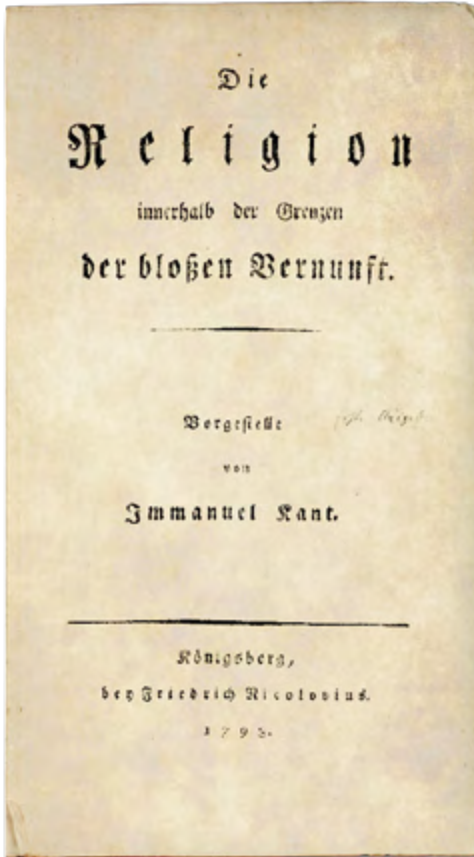 Die
Religion
innerhalb der Grenzen
der bloßen Vernunft.
Vorgestellt
von
Immanuel Kant.
Königsberg,
bey Friedrich Nicolovius.
1793.